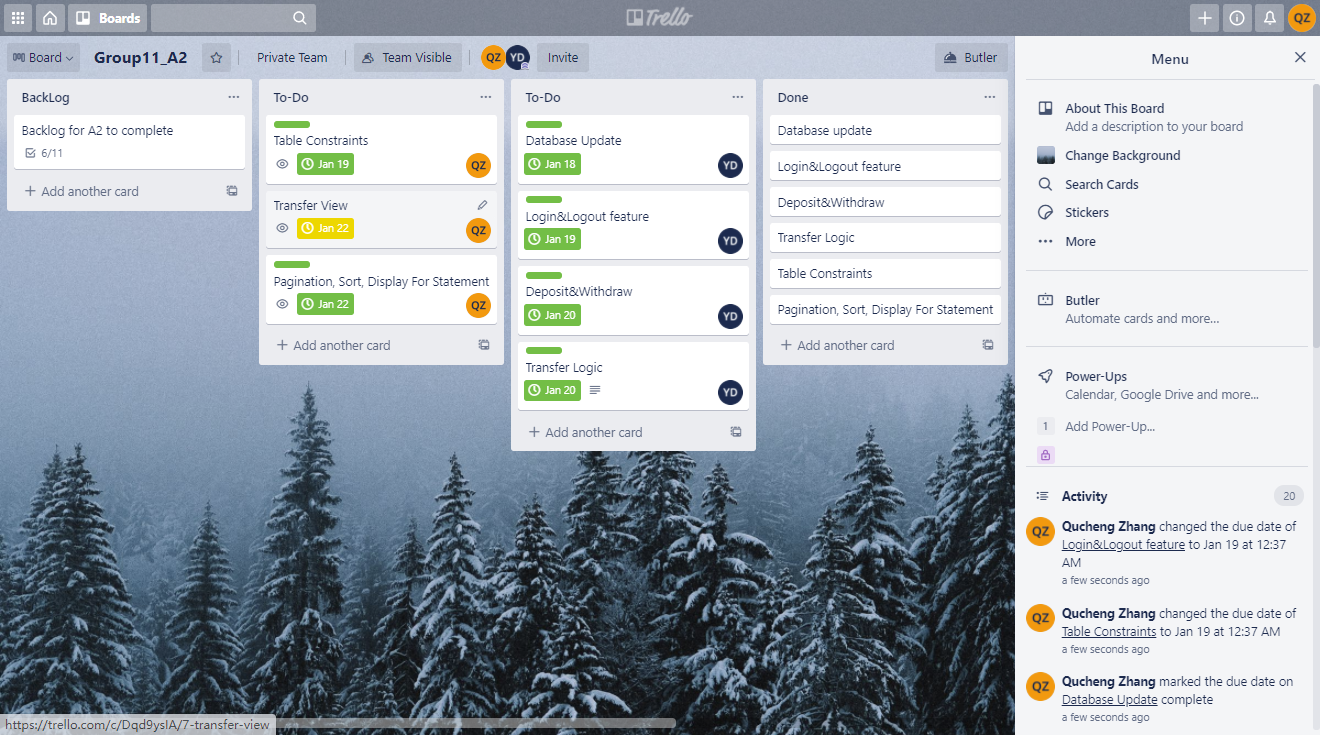 Boards
Trello
QZ
Board
Group11_A2
Private Team
Team Visible
QZ
YD
Invite
Butler
BackLog
Backlog for A2 to complete
6/11
Add another card
To-Do
Table Constraints
Jan 19
QZ
Transfer View
Jan 22
QZ
Pagination, Sort, Display For Statement
Jan 22
QZ
Add another card
To-Do
Database Update
Jan 18
YD
Login&Logout feature
Jan 19
YD
Deposit&Withdraw
Jan 20
YD
Transfer Logic
Jan 20
YD
Add another card
Done
Database update
Login&Logout feature
Deposit&Withdraw
Transfer Logic
Table Constraints
Pagination, Sort, Display For Statement
Add another card
Menu
About This Board
Add a description to your board
Change Background
Search Cards
Stickers
More
Butler
Automate cards and more...
Power-Ups
Calendar, Google Drive and more...
1
Add Power-Up...
Activity
20
QZ
Qucheng Zhang changed the due date of
Login&Logout feature to Jan 19 at 12:37
AM
a few seconds ago
QZ
Qucheng Zhang changed the due date of
Table Constraints to Jan 19 at 12:37 AM
a few seconds ago
QZ
Qucheng Zhang marked the due date on
Database Update complete
a few seconds ago
https://trello.com/c/Dqd9ysIA/7-transfer-view